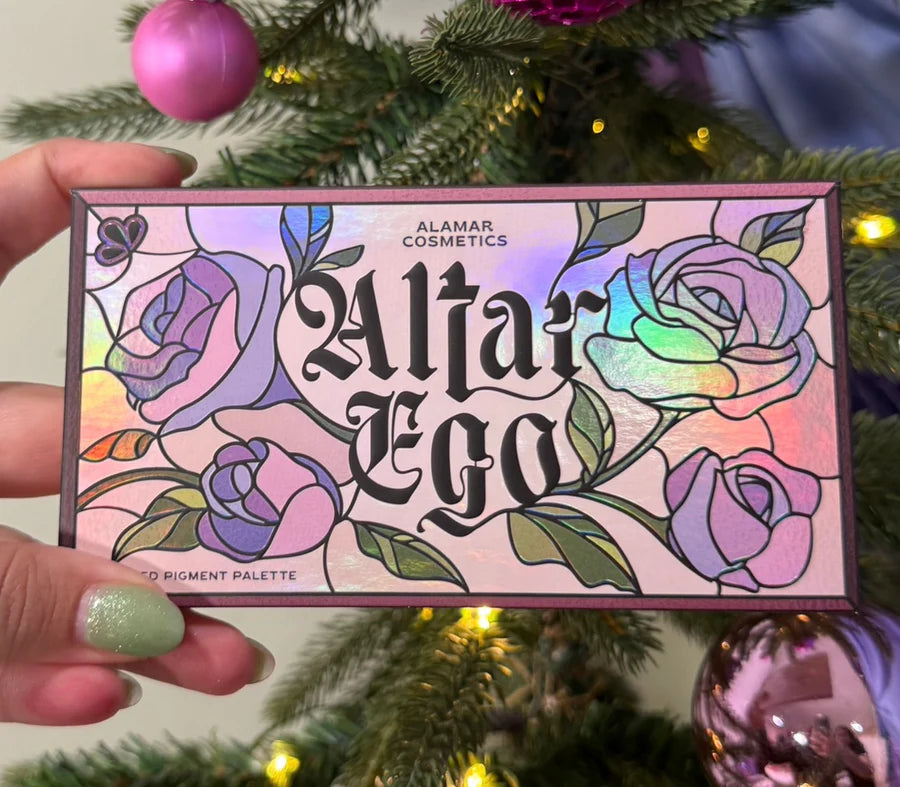 ALAMAR
COSMETICS
Altar
Ego
PIGMENT PALETTE